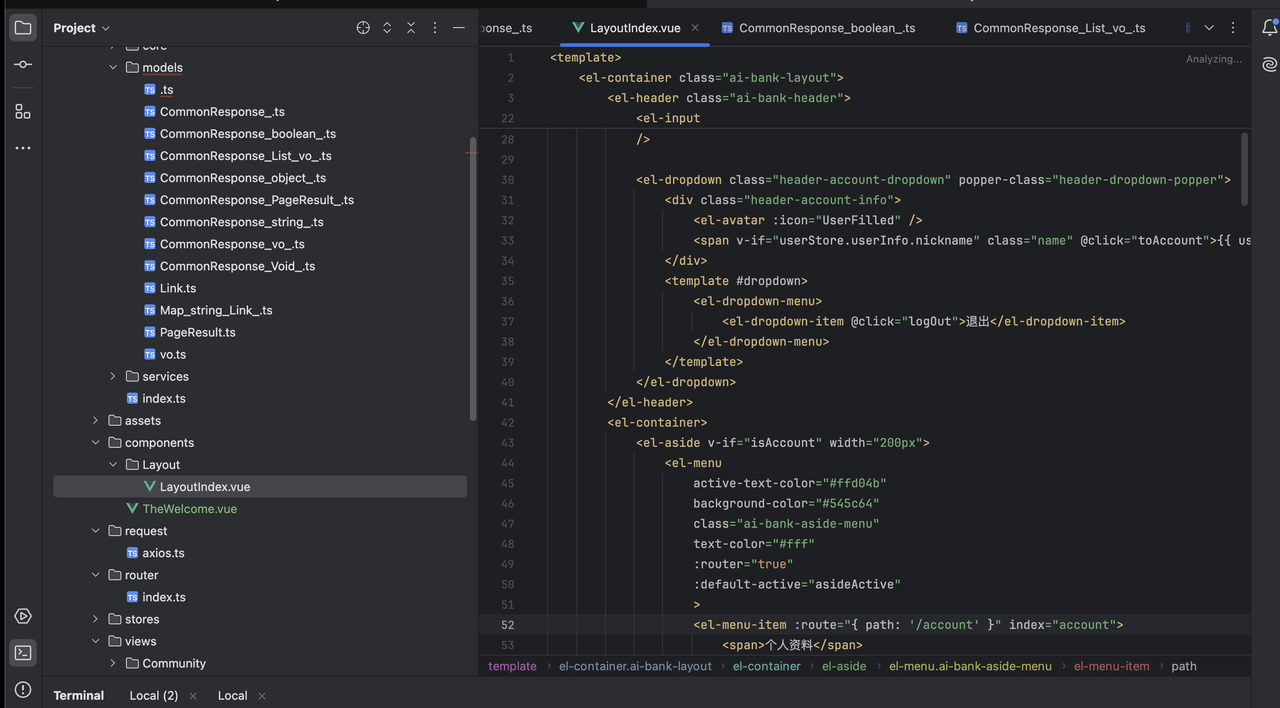 Project
core
models
.ts
CommonResponse_.ts
CommonResponse_boolean_.ts
CommonResponse_List_vo_.ts
CommonResponse_object_.ts
CommonResponse_PageResult_.ts
CommonResponse_string_.ts
CommonResponse_vo_.ts
CommonResponse_Void_.ts
Link.ts
Map_string_Link_.ts
PageResult.ts
vo.ts
services
index.ts
assets
components
Layout
LayoutIndex.vue
TheWelcome.vue
request
axios.ts
router
index.ts
stores
views
Community
ponse_.ts LayoutIndex.vue CommonResponse_boolean_.ts CommonResponse_List_vo_.ts
Analyzing...
1 <template>
2 <el-container class="ai-bank-layout">
3 <el-header class="ai-bank-header">
22 <el-input
28 />
29
30 <el-dropdown class="header-account-dropdown" popper-class="header-dropdown-popper">
31 <div class="header-account-info">
32 <el-avatar :icon="UserFilled" />
33 <span v-if="userStore.userInfo.nickname" class="name" @click="toAccount">{{ us
34 </div>
35 <template #dropdown>
36 <el-dropdown-menu>
37 <el-dropdown-item @click="logOut">退出</el-dropdown-item>
38 </el-dropdown-menu>
39 </template>
40 </el-dropdown>
41 </el-header>
42 <el-container>
43 <el-aside v-if="isAccount" width="200px">
44 <el-menu
45 active-text-color="#ffd04b"
46 background-color="#545c64"
47 class="ai-bank-aside-menu"
48 text-color="#fff"
49 :router="true"
50 :default-active="asideActive"
51 >
52 <el-menu-item :route="{ path: '/account' }" index="account">
53 <span>个人资料</span>
template › el-container.ai-bank-layout › el-container › el-aside › el-menu.ai-bank-aside-menu › el-menu-item › path
Terminal Local (2) Local